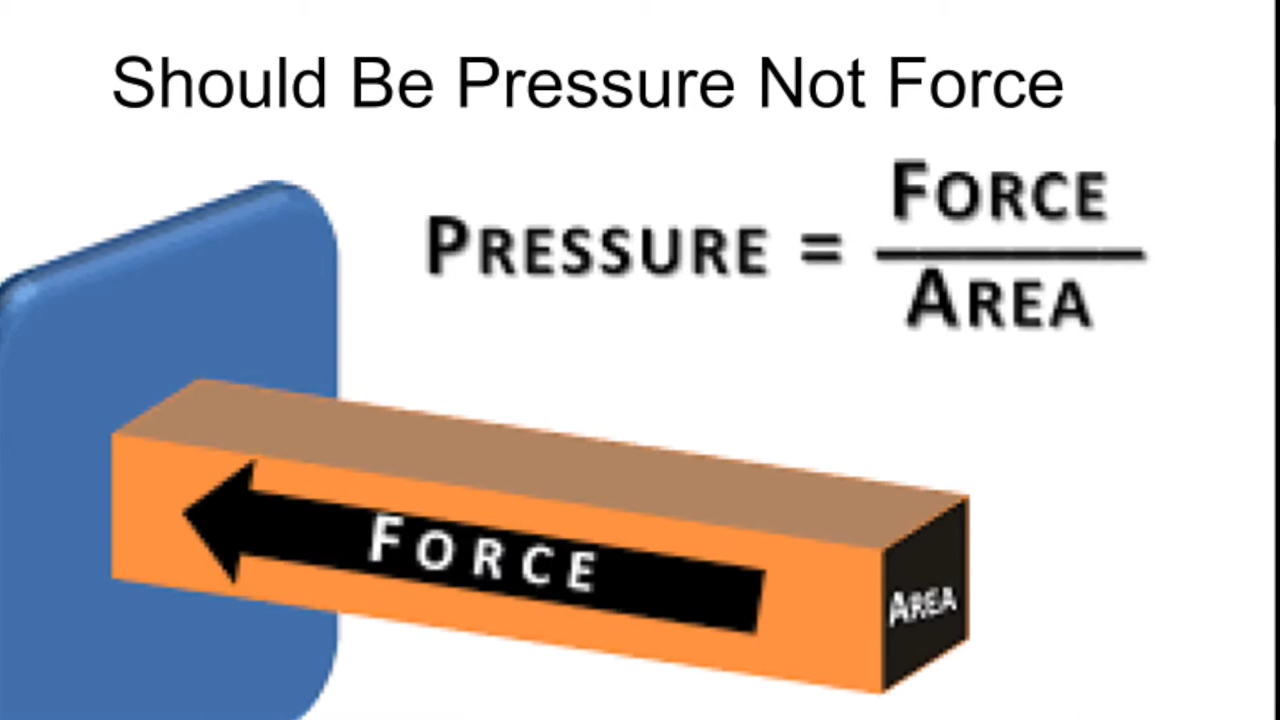 Should Be Pressure Not Force
FORCE
PRESSURE =
AREA
FORCE
AREA